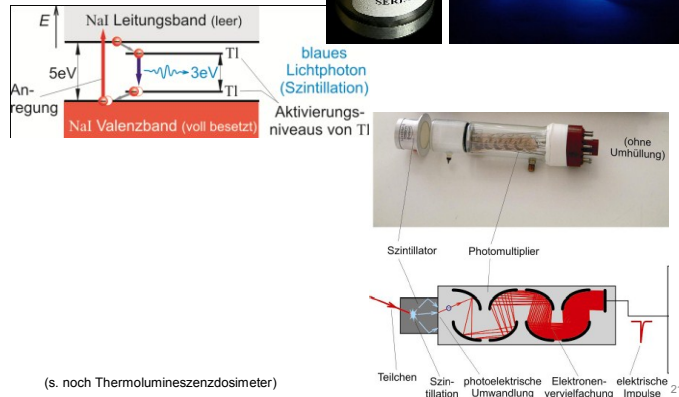 SERI
E
NaI Leitungsband (leer)
Tl
blaues
Lichtphoton
(Szintillation)
5eV
3eV
An-
regung
Tl
Aktivierungs-
niveaus von Tl
NaI Valenzband (voll besetzt)
(ohne
Umhüllung)
Szintillator
Photomultiplier
Teilchen
Szin-
tillation
photoelektrische
Umwandlung
Elektronen-
vervielfachung
elektrische
Impulse
(s. noch Thermolumineszenzdosimeter)